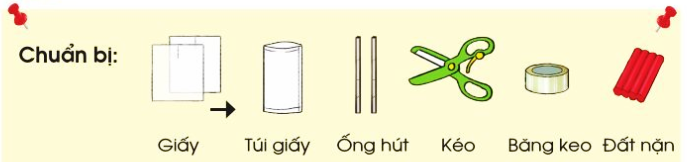 Chuẩn bị:
Giấy Túi giấy Ống hút Kéo Băng keo Đất nặn